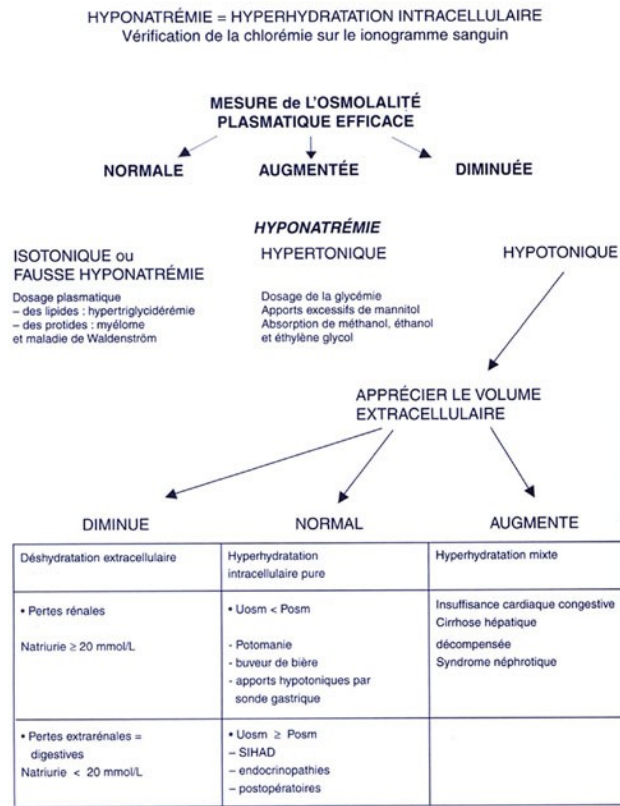 HYPONATRÉMIE = HYPERHYDRATATION INTRACELLULAIRE
Vérification de la chlorémie sur le ionogramme sanguin
MESURE de L'OSMOLALITÉ
PLASMATIQUE EFFICACE
NORMALE AUGMENTÉE DIMINUÉE
HYPONATRÉMIE
ISOTONIQUE ou
FAUSSE HYPONATRÉMIE
Dosage plasmatique
– des lipides : hypertriglycidérémie
– des protides : myélome
et maladie de Waldenström
HYPERTONIQUE
Dosage de la glycémie
Apports excessifs de mannitol
Absorption de méthanol, éthanol
et éthylène glycol
HYPOTONIQUE
APPRÉCIER LE VOLUME
EXTRACELLULAIRE
DIMINUE NORMAL AUGMENTE
Déshydratation extracellulaire
Hyperhydratation
intracellulaire pure
Hyperhydratation mixte
• Pertes rénales
Natriurie ≥ 20 mmol/L
• Uosm < Posm
- Potomanie
- buveur de bière
- apports hypotoniques par
sonde gastrique
Insuffisance cardiaque congestive
Cirrhose hépatique
décompensée
Syndrome néphrotique
• Pertes extrarénales =
digestives
Natriurie < 20 mmol/L
• Uosm ≥ Posm
– SIHAD
– endocrinopathies
– postopératoires